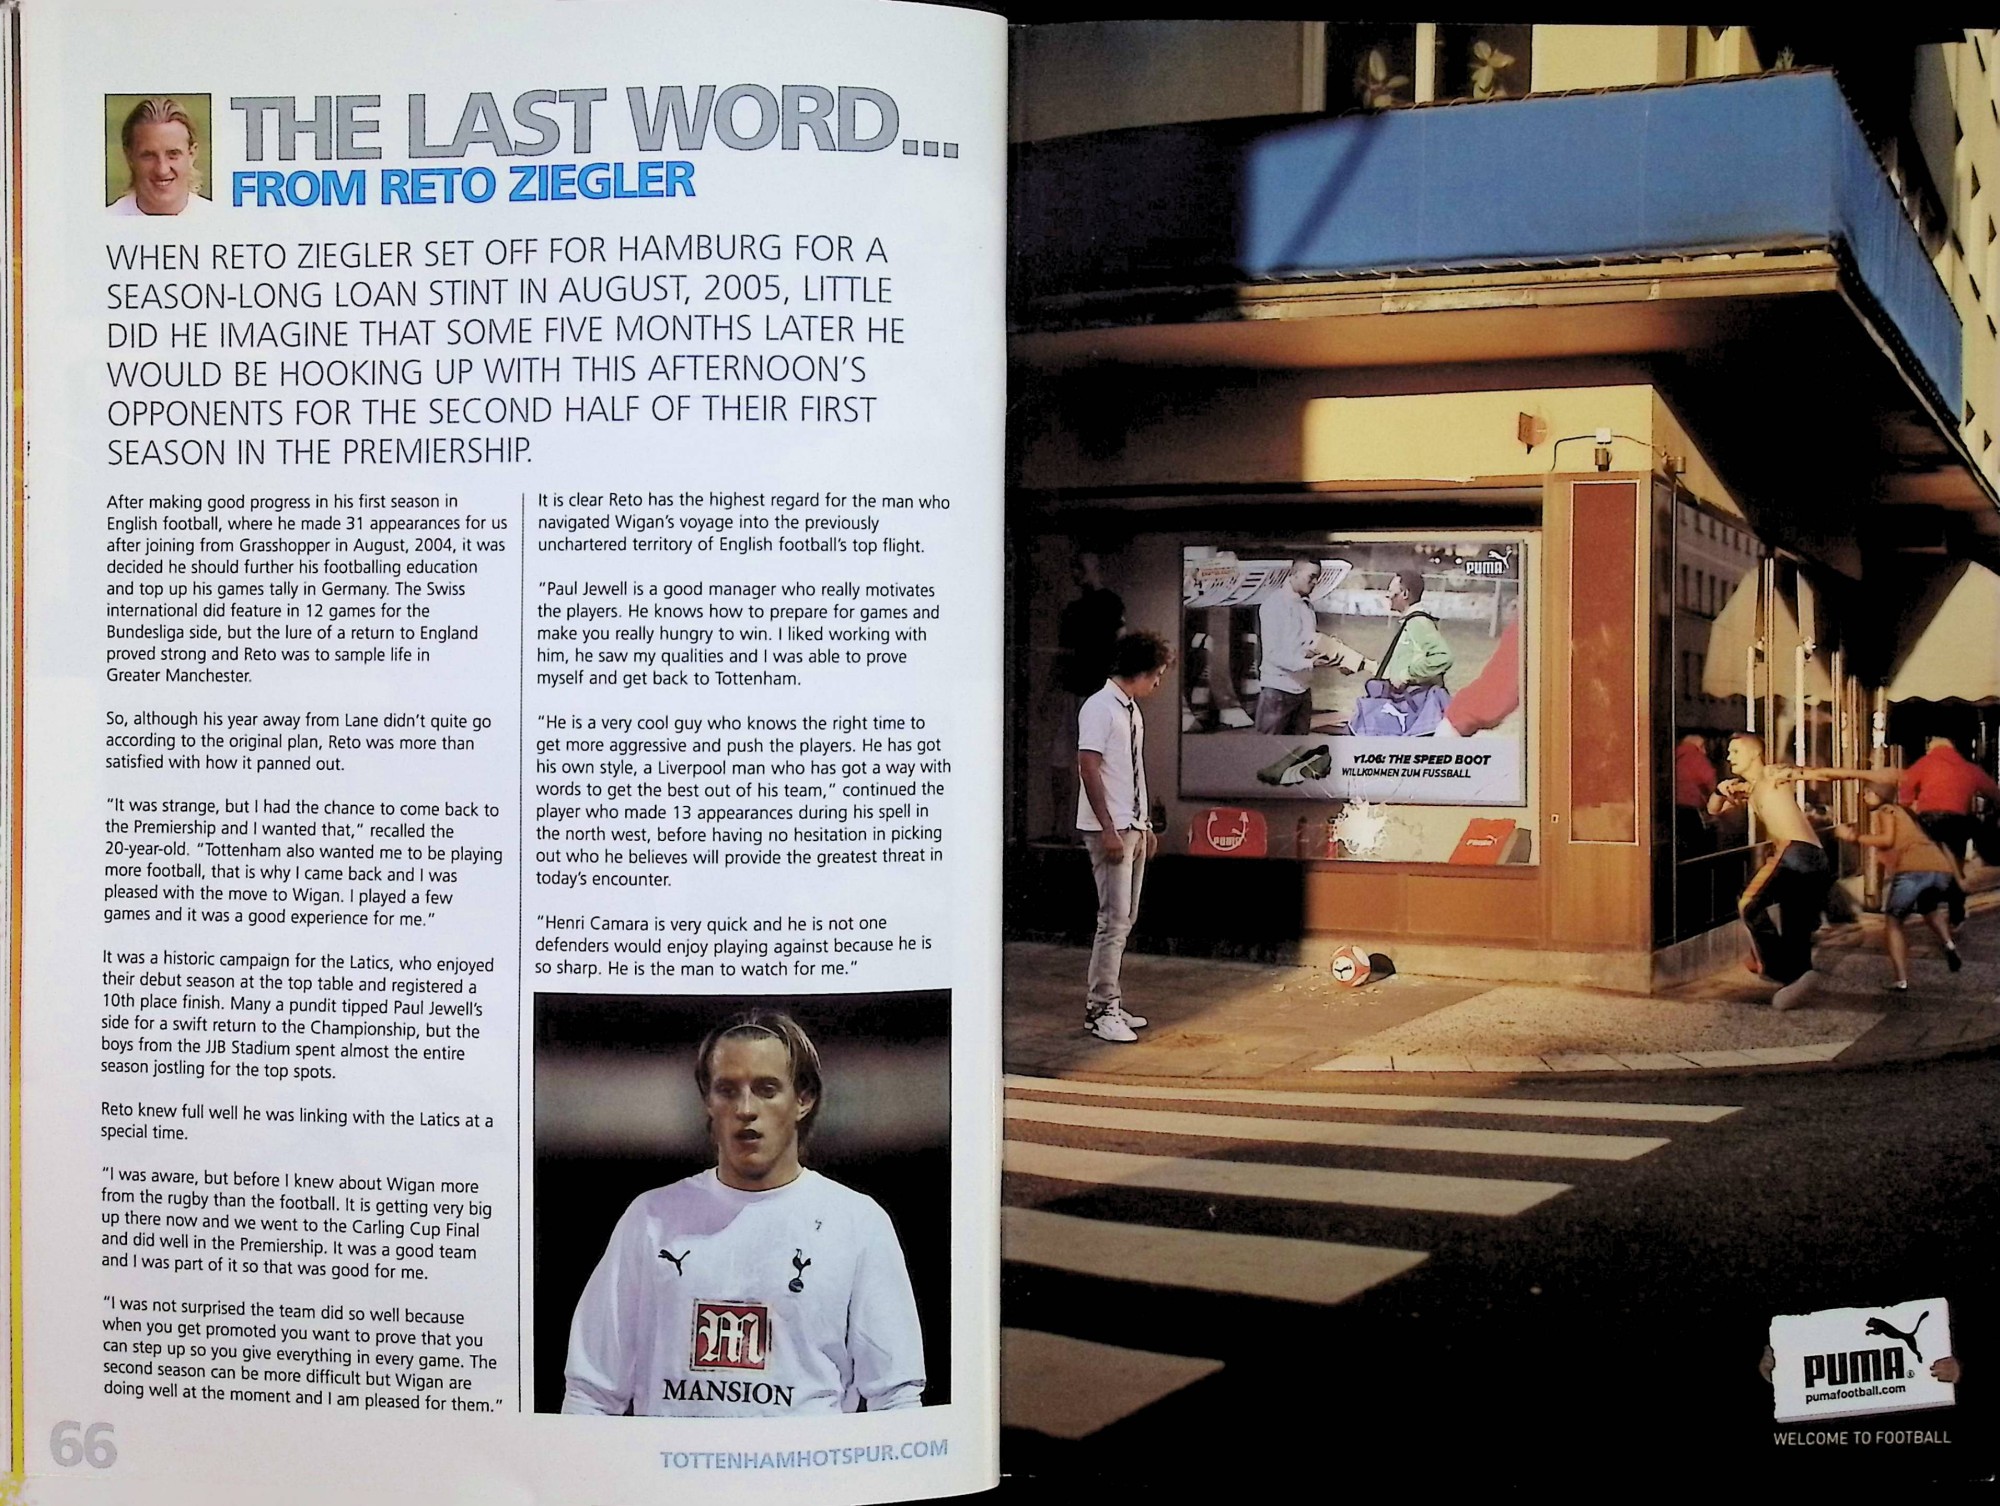 THE LAST WORD...
FROM RETO ZIEGLER
WHEN RETO ZIEGLER SET OFF FOR HAMBURG FOR A
SEASON-LONG LOAN STINT IN AUGUST, 2005, LITTLE
DID HE IMAGINE THAT SOME FIVE MONTHS LATER HE
WOULD BE HOOKING UP WITH THIS AFTERNOON'S
OPPONENTS FOR THE SECOND HALF OF THEIR FIRST
SEASON IN THE PREMIERSHIP.
After making good progress in his first season in
English football, where he made 31 appearances for us
after joining from Grasshopper in August, 2004, it was
decided he should further his footballing education
and top up his games tally in Germany. The Swiss
international did feature in 12 games for the
Bundesliga side, but the lure of a return to England
proved strong and Reto was to sample life in
Greater Manchester.
So, although his year away from Lane didn't quite go
according to the original plan, Reto was more than
satisfied with how it panned out.
"It was strange, but I had the chance to come back to
the Premiership and I wanted that," recalled the
20-year-old. "Tottenham also wanted me to be playing
more football, that is why I came back and I was
pleased with the move to Wigan. I played a few
games and it was a good experience for me."
It was a historic campaign for the Latics, who enjoyed
their debut season at the top table and registered a
10th place finish. Many a pundit tipped Paul Jewell's
side for a swift return to the Championship, but the
boys from the JJB Stadium spent almost the entire
season jostling for the top spots.
Reto knew full well he was linking with the Latics at a
special time.
"I was aware, but before I knew about Wigan more
from the rugby than the football. It is getting very big
up there now and we went to the Carling Cup Final
and did well in the Premiership. It was a good team
and I was part of it so that was good for me.
"I was not surprised the team did so well because
when you get promoted you want to prove that you
can step up so you give everything in every game. The
second season can be more difficult but Wigan are
doing well at the moment and I am pleased for them."
It is clear Reto has the highest regard for the man who
navigated Wigan's voyage into the previously
unchartered territory of English football's top flight.
"Paul Jewell is a good manager who really motivates
the players. He knows how to prepare for games and
make you really hungry to win. I liked working with
him, he saw my qualities and I was able to prove
myself and get back to Tottenham.
"He is a very cool guy who knows the right time to
get more aggressive and push the players. He has got
his own style, a Liverpool man who has got a way with
words to get the best out of his team," continued the
player who made 13 appearances during his spell in
the north west, before having no hesitation in picking
out who he believes will provide the greatest threat in
today's encounter.
"Henri Camara is very quick and he is not one
defenders would enjoy playing against because he is
so sharp. He is the man to watch for me."
M
MANSION
66
TOTTENHAMHOTSPUR.COM
PUMA
V1.06: THE SPEED BOOT
WILLKOMMEN ZUM FUSSBALL
PUMA
PUMA
PUMA®
pumafootball.com
WELCOME TO FOOTBALL